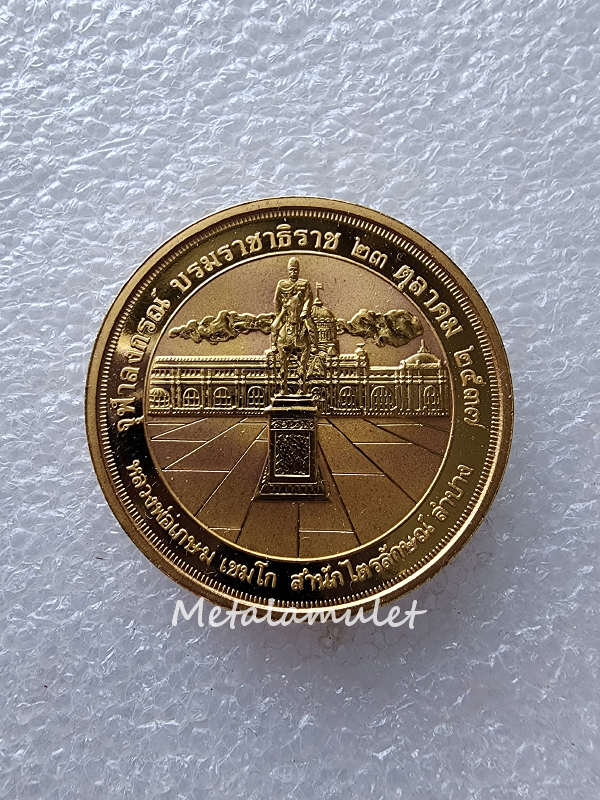 จุฬาลงกรณ์ บรมราชาธิราช ๒๓ ตุลาคม ๒๕๓๗
หลวงพ่อเกษม เขมโก สำนักไตรลักษณ์ ลำปาง
Metalamulet